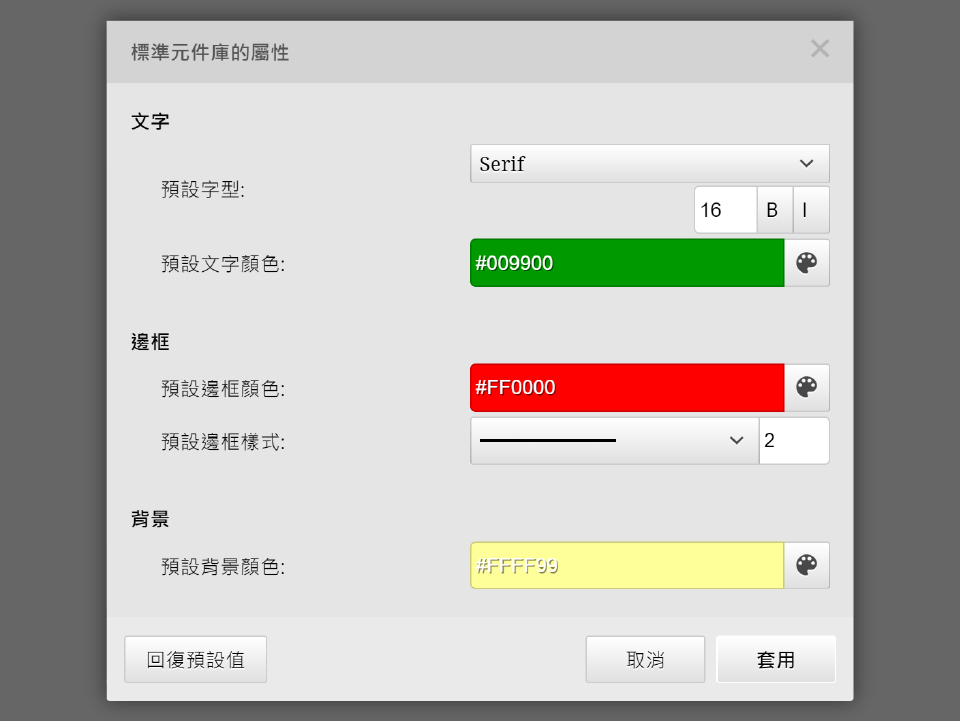 標準元件庫的屬性
文字
預設字型:
Serif
16 B I
預設文字顏色:
#009900
邊框
預設邊框顏色:
#FF0000
預設邊框樣式:
2
背景
預設背景顏色:
#FFFF99
回復預設值
取消
套用